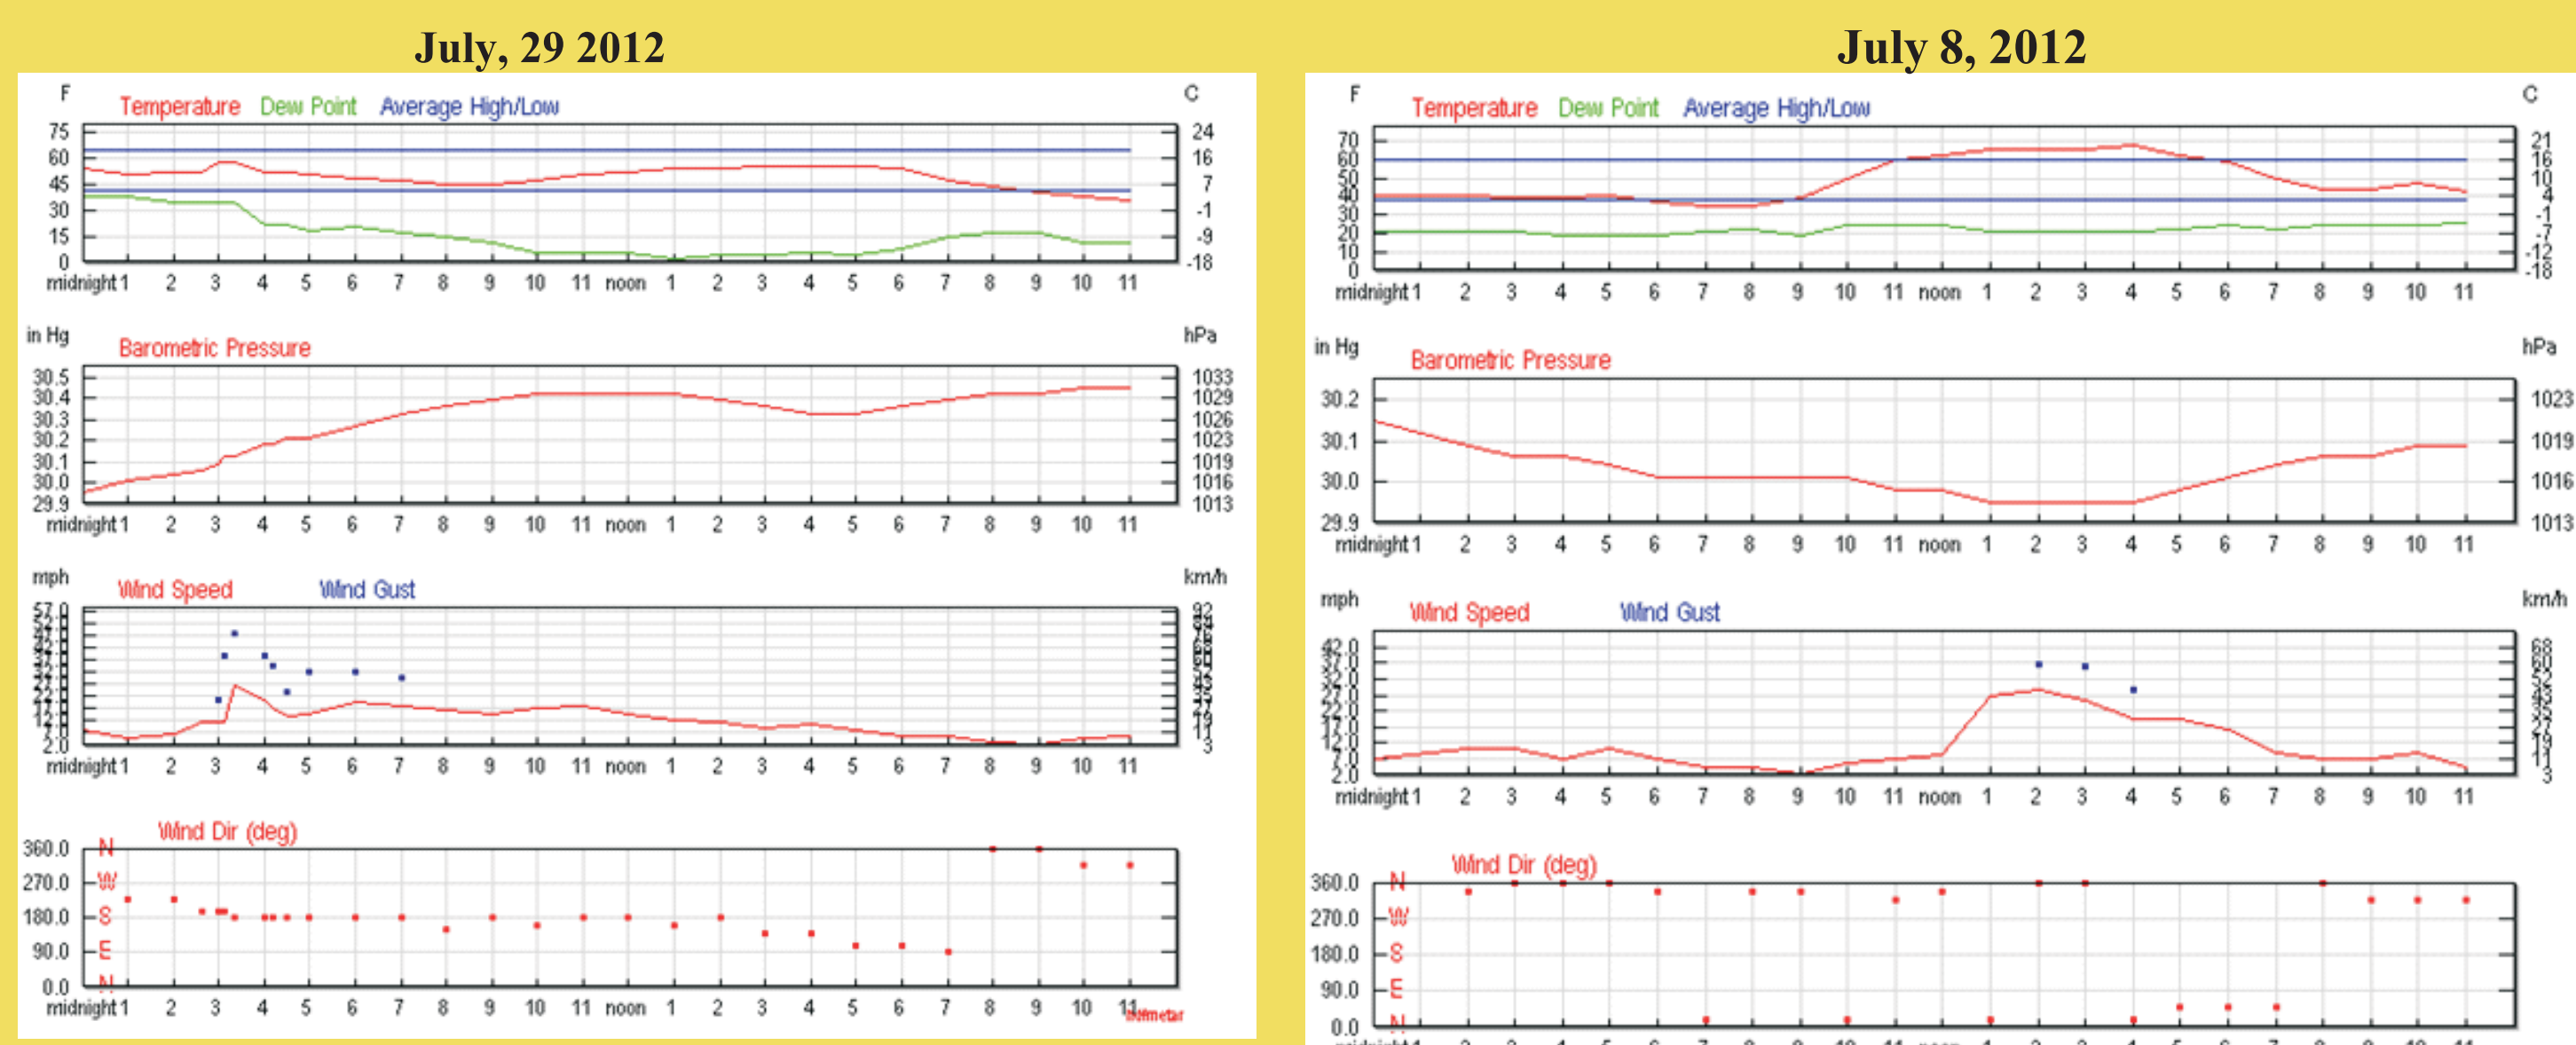 July, 29 2012
F
C
Temperature Dew Point Average High/Low
75
60
45
30
15
0
24
16
7
-1
-9
-18
midnight 1 2 3 4 5 6 7 8 9 10 11 noon 1 2 3 4 5 6 7 8 9 10 11
in Hg
hPa
Barometric Pressure
30.5
30.4
30.3
30.2
30.1
30.0
29.9
1033
1029
1026
1023
1019
1016
1013
midnight 1 2 3 4 5 6 7 8 9 10 11 noon 1 2 3 4 5 6 7 8 9 10 11
mph
km/h
Wind Speed Wind Gust
57.0
2.0
92
3
midnight 1 2 3 4 5 6 7 8 9 10 11 noon 1 2 3 4 5 6 7 8 9 10 11
Wind Dir (deg)
360.0 N
270.0 W
180.0 S
90.0 E
0.0 N
midnight 1 2 3 4 5 6 7 8 9 10 11 noon 1 2 3 4 5 6 7 8 9 10 11
July 8, 2012
F
C
Temperature Dew Point Average High/Low
70
60
50
40
30
20
10
0
21
16
10
4
-1
-7
-12
-18
midnight 1 2 3 4 5 6 7 8 9 10 11 noon 1 2 3 4 5 6 7 8 9 10 11
in Hg
hPa
Barometric Pressure
30.2
30.1
30.0
29.9
1023
1019
1016
1013
midnight 1 2 3 4 5 6 7 8 9 10 11 noon 1 2 3 4 5 6 7 8 9 10 11
mph
km/h
Wind Speed Wind Gust
42.0
37.0
32.0
27.0
22.0
17.0
12.0
7.0
2.0
68
60
52
43
35
27
19
11
3
midnight 1 2 3 4 5 6 7 8 9 10 11 noon 1 2 3 4 5 6 7 8 9 10 11
Wind Dir (deg)
360.0 N
270.0 W
180.0 S
90.0 E
0.0 N